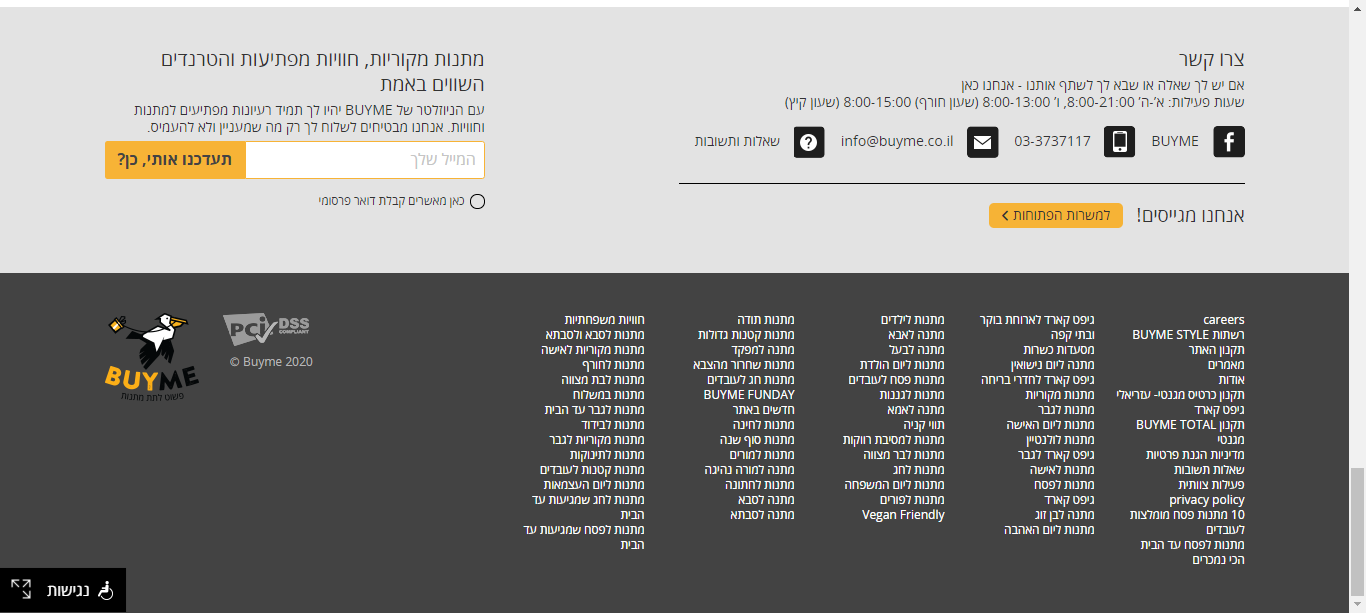 צרו קשר
אם יש לך שאלה או שבא לך לשתף אותנו - אנחנו כאן
שעות פעילות: א'-ה' 8:00-21:00, ו' 8:00-13:00 (שעון חורף) 8:00-15:00 (שעון קיץ)
BUYME
03-3737117
info@buyme.co.il
שאלות ותשובות
אנחנו מגייסים!
למשרות הפתוחות
מתנות מקוריות, חוויות מפתיעות והטרנדים
השווים באמת
עם הניוזלטר של BUYME יהיו לך תמיד רעיונות מפתיעים למתנות
וחוויות. אנחנו מבטיחים לשלוח לך רק מה שמעניין ולא להעמיס.
המייל שלך
תעדכנו אותי, כן?
כאן מאשרים קבלת דואר פרסומי
careers
רשתות BUYME STYLE
תקנון האתר
מאמרים
אודות
תקנון כרטיס מגנטי- עזריאלי
גיפט קארד
תקנון BUYME TOTAL
מגנטי
מדיניות הגנת פרטיות
שאלות תשובות
פעילות צוותית
privacy policy
10 מתנות פסח מומלצות
לעובדים
מתנות לפסח עד הבית
הכי נמכרים
גיפט קארד לארוחת בוקר
ובתי קפה
מסעדות כשרות
מתנה ליום נישואין
גיפט קארד לחדרי בריחה
מתנות מקוריות
מתנות לגבר
מתנות ליום האישה
מתנות לולנטיין
גיפט קארד לגבר
מתנות לאישה
מתנות לפסח
גיפט קארד
מתנה לבן זוג
מתנות ליום האהבה
מתנות לילדים
מתנה לאבא
מתנה לבעל
מתנות ליום הולדת
מתנות פסח לעובדים
מתנות לגננות
מתנה לאמא
תווי קניה
מתנות למסיבת רווקות
מתנות לבר מצווה
מתנות לחג
מתנות ליום המשפחה
מתנות לפורים
Vegan Friendly
מתנות תודה
מתנות קטנות גדולות
מתנה למפקד
מתנות שחרור מהצבא
מתנות חג לעובדים
BUYME FUNDAY
חדשים באתר
מתנות לחינה
מתנות סוף שנה
מתנות למורים
מתנה למורה נהיגה
מתנות לחתונה
מתנה לסבא
מתנה לסבתא
חוויות משפחתיות
מתנות לסבא ולסבתא
מתנות מקוריות לאישה
מתנות לחורף
מתנות לבת מצווה
מתנות במשלוח
מתנות לגבר עד הבית
מתנות לבידוד
מתנות מקוריות לגבר
מתנות לתינוקות
מתנות קטנות לעובדים
מתנות ליום העצמאות
מתנות לחג שמגיעות עד
הבית
מתנות לפסח שמגיעות עד
הבית
PCI DSS
COMPLIANT
© Buyme 2020
BUYME
פשוט לתת מתנות
נגישות